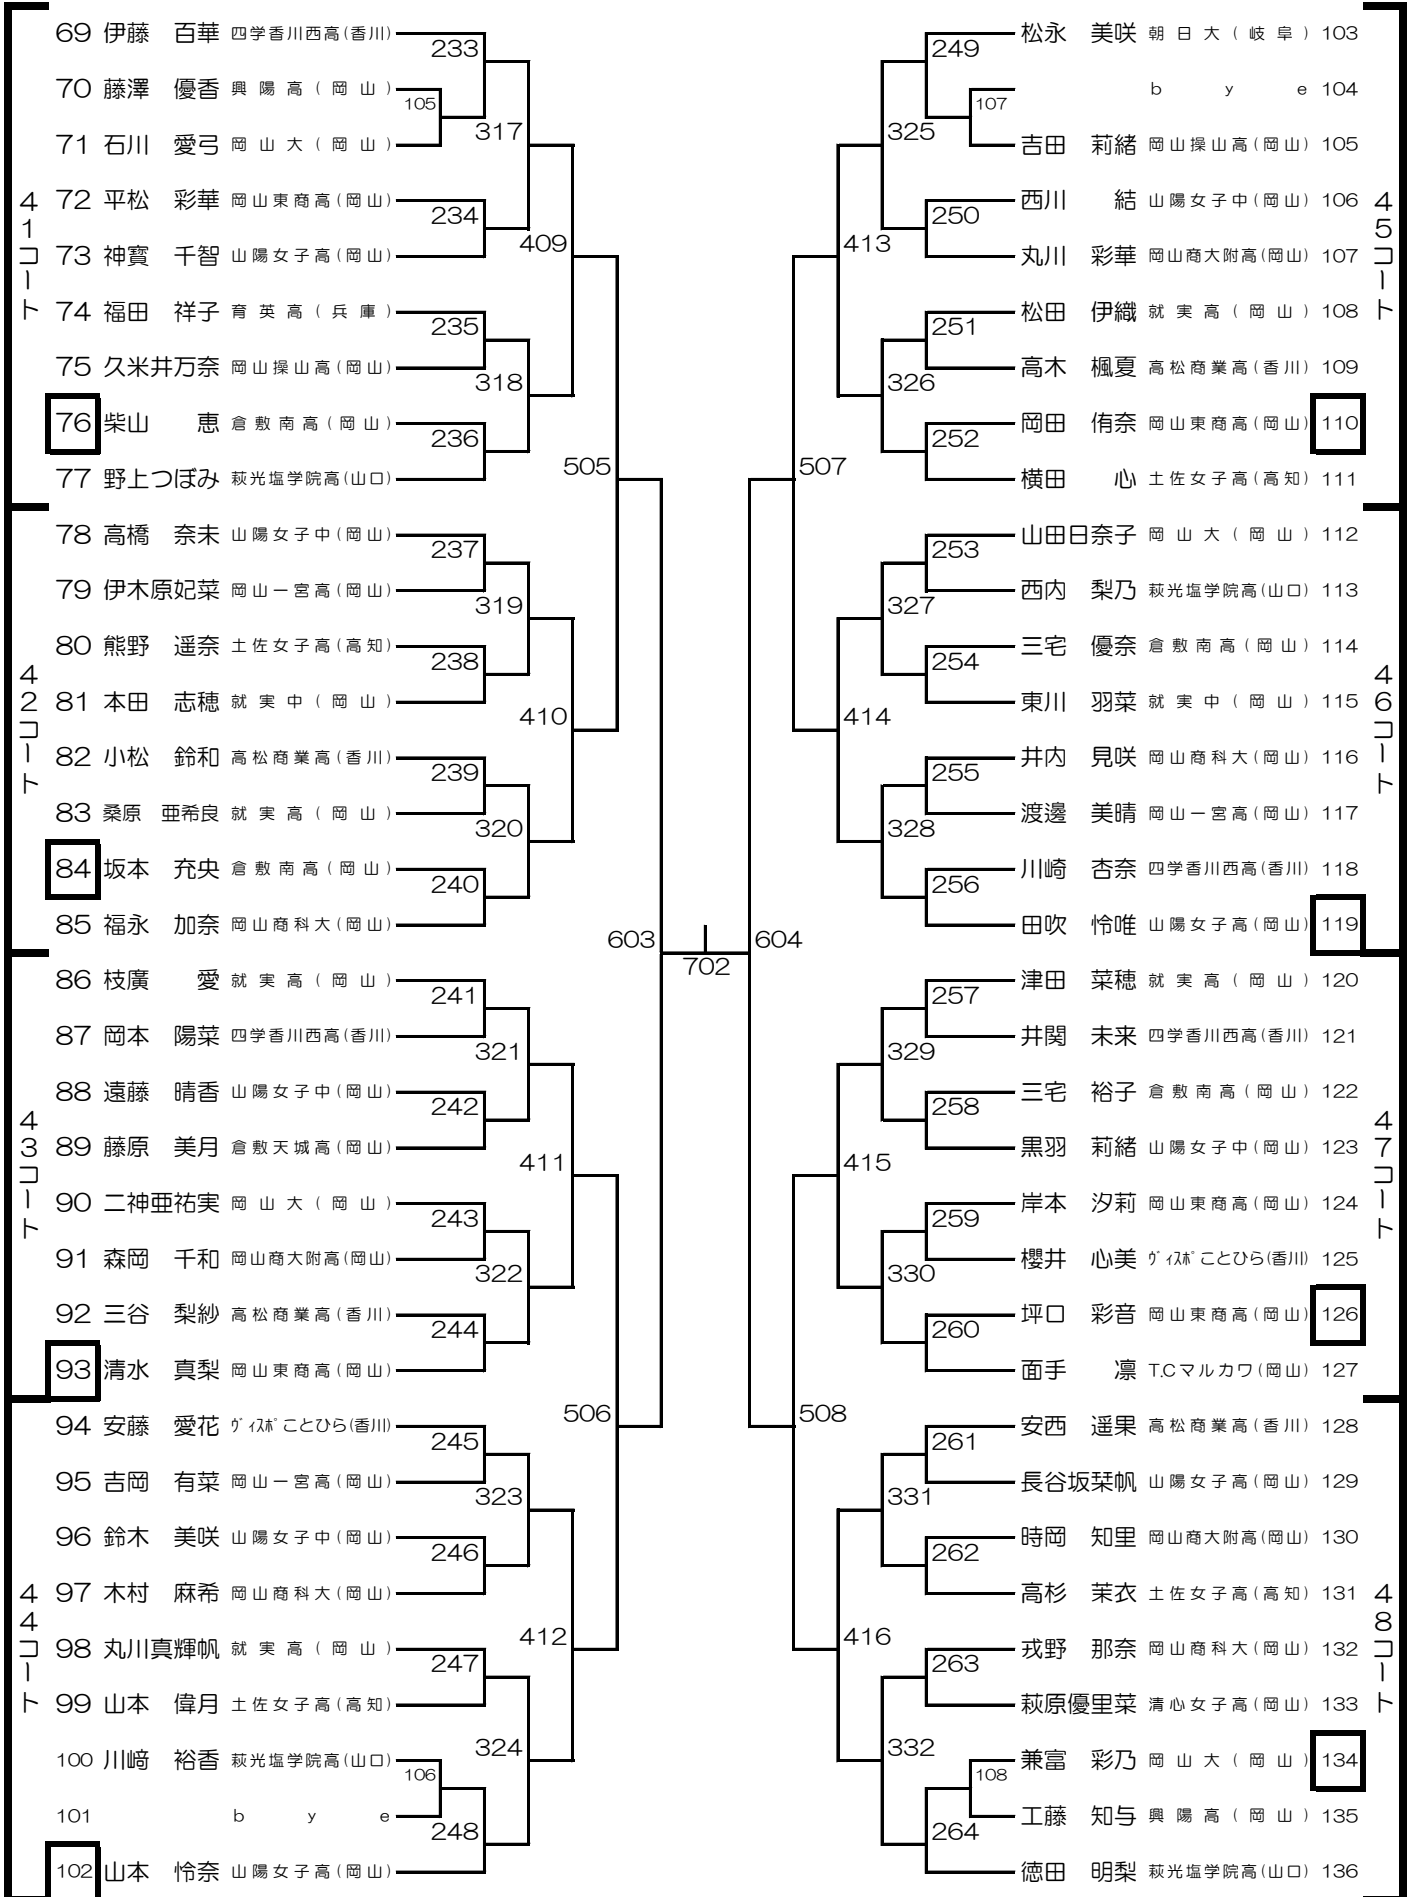 41コート
69 伊藤 百華 四学香川西高(香川)
70 藤澤 優香 興陽高(岡山)
71 石川 愛弓 岡山大(岡山)
72 平松 彩華 岡山東商高(岡山)
73 神寳 千智 山陽女子高(岡山)
74 福田 祥子 育英高(兵庫)
75 久米井万奈 岡山操山高(岡山)
76 柴山 恵 倉敷南高(岡山)
77 野上つぼみ 萩光塩学院高(山口)
42コート
78 高橋 奈未 山陽女子中(岡山)
79 伊木原妃菜 岡山一宮高(岡山)
80 熊野 遥奈 土佐女子高(高知)
81 本田 志穂 就実中(岡山)
82 小松 鈴和 高松商業高(香川)
83 桑原 亜希良 就実高(岡山)
84 坂本 充央 倉敷南高(岡山)
85 福永 加奈 岡山商科大(岡山)
43コート
86 枝廣 愛 就実高(岡山)
87 岡本 陽菜 四学香川西高(香川)
88 遠藤 晴香 山陽女子中(岡山)
89 藤原 美月 倉敷天城高(岡山)
90 二神亜祐実 岡山大(岡山)
91 森岡 千和 岡山商大附高(岡山)
92 三谷 梨紗 高松商業高(香川)
93 清水 真梨 岡山東商高(岡山)
44コート
94 安藤 愛花 ヴィスポことひら(香川)
95 吉岡 有菜 岡山一宮高(岡山)
96 鈴木 美咲 山陽女子中(岡山)
97 木村 麻希 岡山商科大(岡山)
98 丸川真輝帆 就実高(岡山)
99 山本 偉月 土佐女子高(高知)
100 川﨑 裕香 萩光塩学院高(山口)
101 bye
102 山本 怜奈 山陽女子高(岡山)
105
106
233
234
235
236
237
238
239
240
241
242
243
244
245
246
247
248
317
318
319
320
321
322
323
324
409
410
411
412
505
506
603
702
604
507
508
413
414
415
416
325
326
327
328
329
330
331
332
249
250
251
252
253
254
255
256
257
258
259
260
261
262
263
264
107
108
45コート
松永 美咲 朝日大(岐阜) 103
bye 104
吉田 莉緒 岡山操山高(岡山) 105
西川 結 山陽女子中(岡山) 106
丸川 彩華 岡山商大附高(岡山) 107
松田 伊織 就実高(岡山) 108
高木 楓夏 高松商業高(香川) 109
岡田 侑奈 岡山東商高(岡山) 110
横田 心 土佐女子高(高知) 111
46コート
山田日奈子 岡山大(岡山) 112
西内 梨乃 萩光塩学院高(山口) 113
三宅 優奈 倉敷南高(岡山) 114
東川 羽菜 就実中(岡山) 115
井内 見咲 岡山商科大(岡山) 116
渡邊 美晴 岡山一宮高(岡山) 117
川崎 杏奈 四学香川西高(香川) 118
田吹 怜唯 山陽女子高(岡山) 119
47コート
津田 菜穂 就実高(岡山) 120
井関 未来 四学香川西高(香川) 121
三宅 裕子 倉敷南高(岡山) 122
黒羽 莉緒 山陽女子中(岡山) 123
岸本 汐莉 岡山東商高(岡山) 124
櫻井 心美 ヴィスポことひら(香川) 125
坪口 彩音 岡山東商高(岡山) 126
面手 凛 T.Cマルカワ(岡山) 127
48コート
安西 遥果 高松商業高(香川) 128
長谷坂栞帆 山陽女子高(岡山) 129
時岡 知里 岡山商大附高(岡山) 130
高杉 茉衣 土佐女子高(高知) 131
戎野 那奈 岡山商科大(岡山) 132
萩原優里菜 清心女子高(岡山) 133
兼富 彩乃 岡山大(岡山) 134
工藤 知与 興陽高(岡山) 135
徳田 明梨 萩光塩学院高(山口) 136